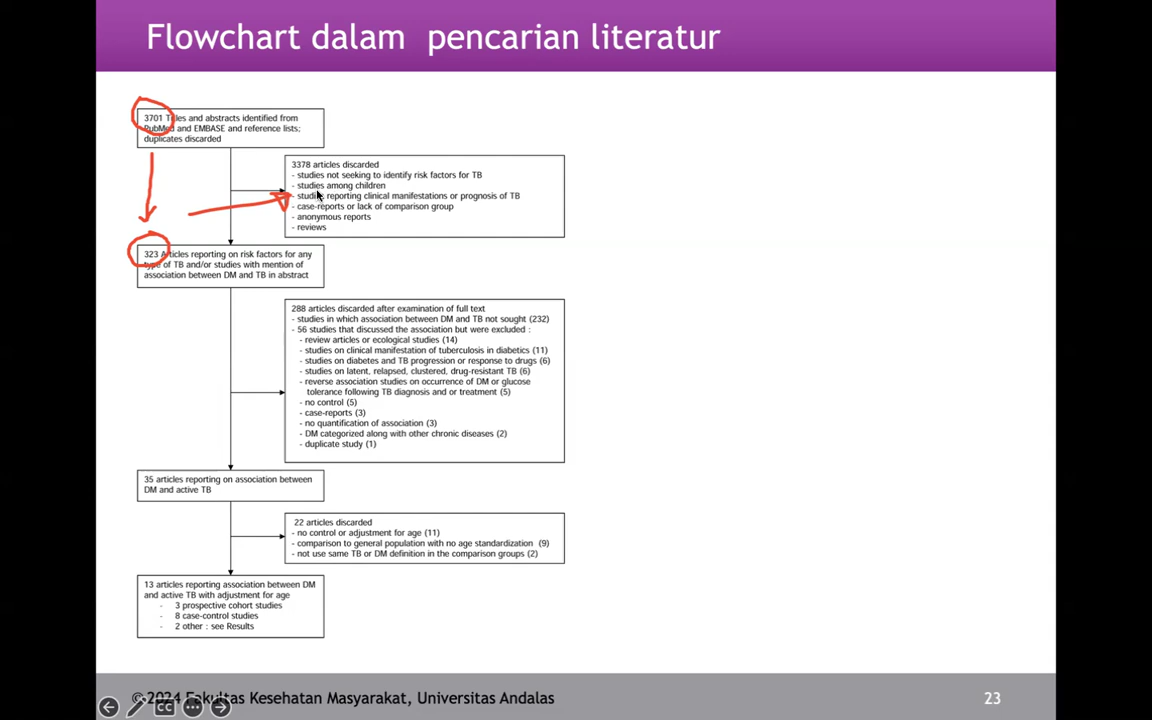 Flowchart dalam pencarian literatur
3701 Titles and abstracts identified from
PubMed and EMBASE and reference lists;
duplicates discarded
3378 articles discarded
- studies not seeking to identify risk factors for TB
- studies among children
- studies reporting clinical manifestations or prognosis of TB
- case-reports or lack of comparison group
- anonymous reports
- reviews
323 Articles reporting on risk factors for any
type of TB and/or studies with mention of
association between DM and TB in abstract
288 articles discarded after examination of full text
- studies in which association between DM and TB not sought (232)
- 56 studies that discussed the association but were excluded :
- review articles or ecological studies (14)
- studies on clinical manifestation of tuberculosis in diabetics (11)
- studies on diabetes and TB progression or response to drugs (6)
- studies on latent, relapsed, clustered, drug-resistant TB (6)
- reverse association studies on occurrence of DM or glucose
tolerance following TB diagnosis and or treatment (5)
- no control (5)
- case-reports (3)
- no quantification of association (3)
- DM categorized along with other chronic diseases (2)
- duplicate study (1)
35 articles reporting on association between
DM and active TB
22 articles discarded
- no control or adjustment for age (11)
- comparison to general population with no age standardization (9)
- not use same TB or DM definition in the comparison groups (2)
13 articles reporting association between DM
and active TB with adjustment for age
- 3 prospective cohort studies
- 8 case-control studies
- 2 other : see Results
©2024 Fakultas Kesehatan Masyarakat, Universitas Andalas
23
CC